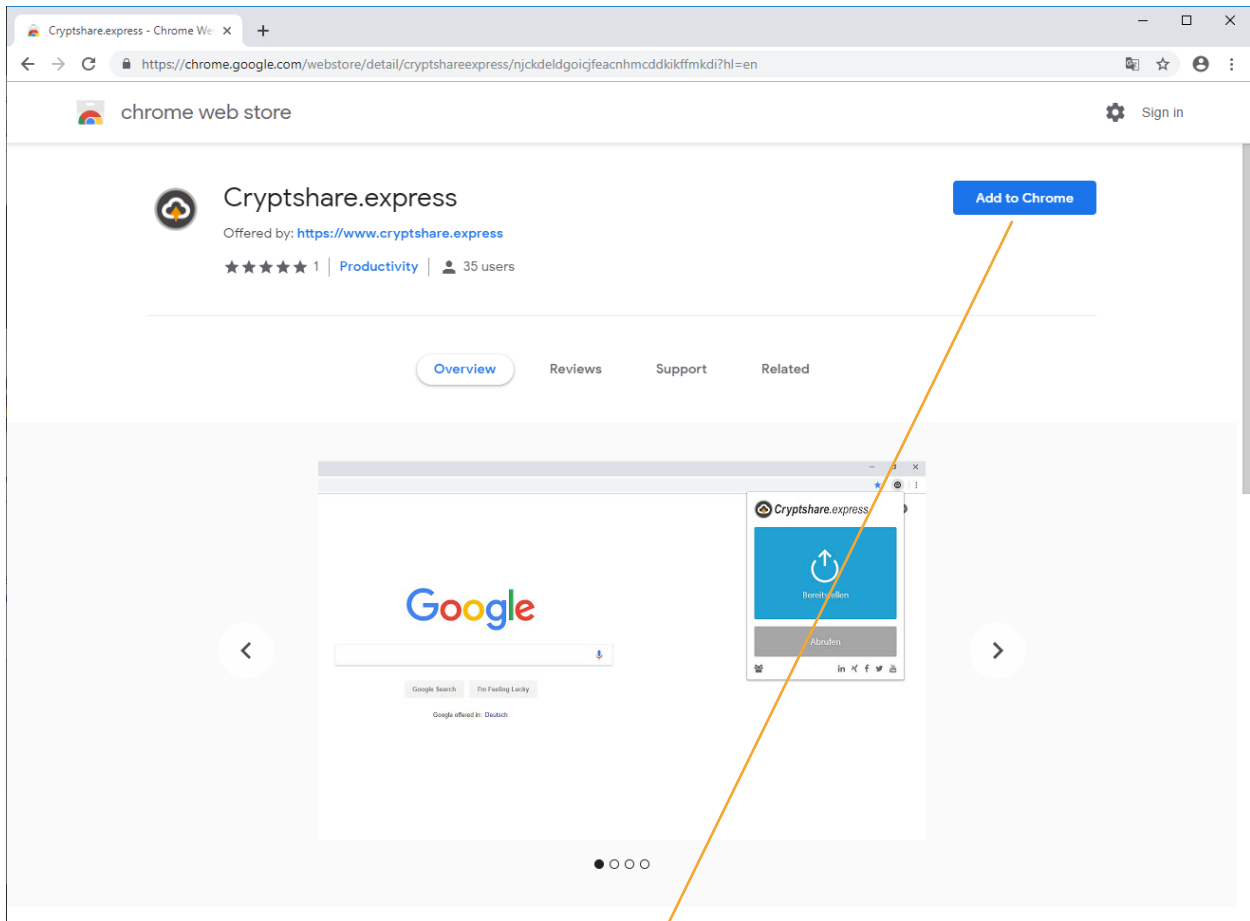 Cryptshare.express - Chrome We
https://chrome.google.com/webstore/detail/cryptshareexpress/njckdeldgoicjfeacnhmcddkikffmkdi?hl=en
chrome web store
Sign in
Cryptshare.express
Add to Chrome
Offered by: https://www.cryptshare.express
1 Productivity 35 users
Overview Reviews Support Related
Cryptshare.express
Bereitstellen
Google
Abrufen
Google Search I'm Feeling Lucky
Google offered in: Deutsch